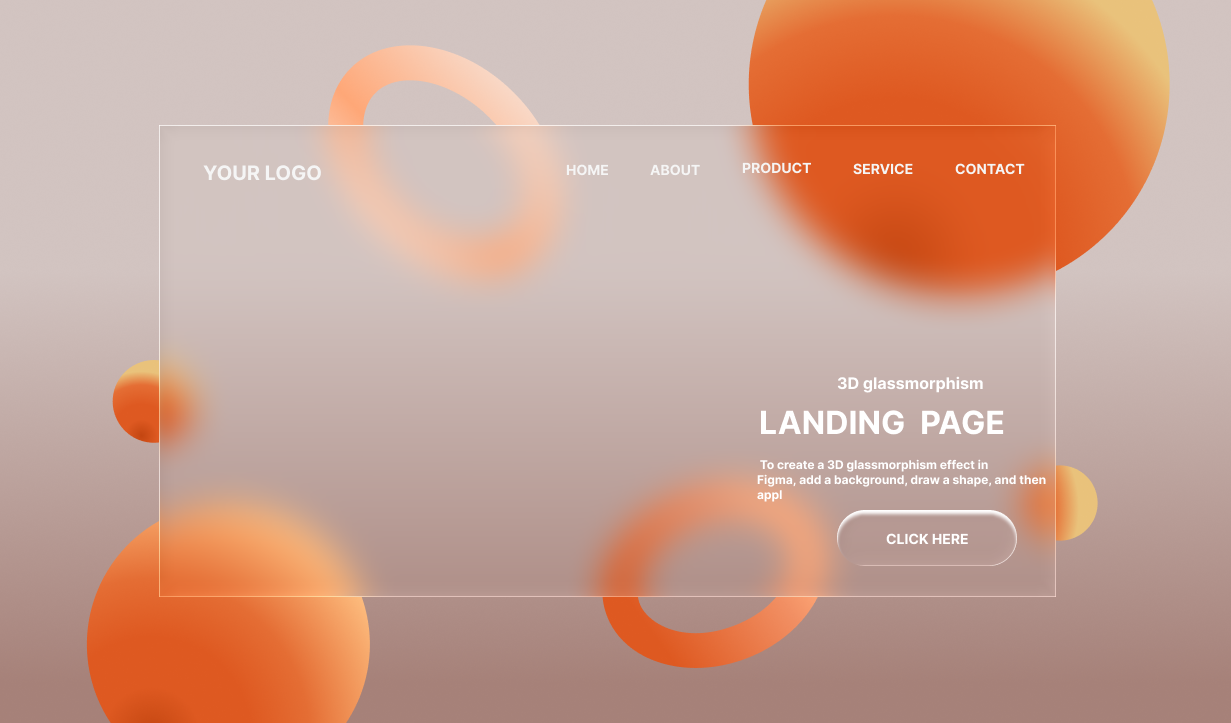 YOUR LOGO
HOME ABOUT PRODUCT SERVICE CONTACT
3D glassmorphism
LANDING PAGE
To create a 3D glassmorphism effect in
Figma, add a background, draw a shape, and then
appl
CLICK HERE